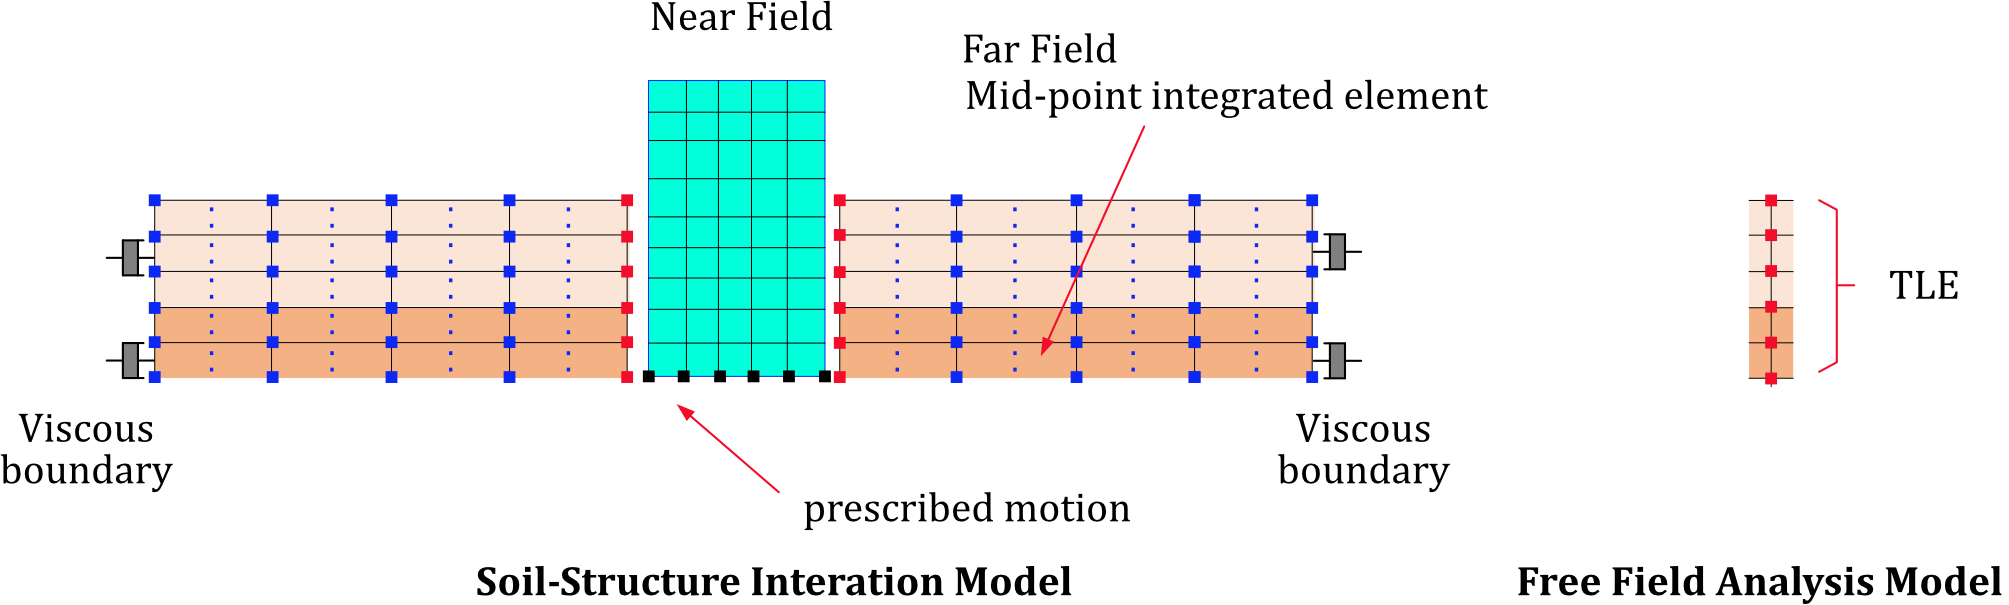 Near Field
Far Field
Mid-point integrated element
TLE
Viscous
boundary
Viscous
boundary
prescribed motion
Soil-Structure Interation Model
Free Field Analysis Model